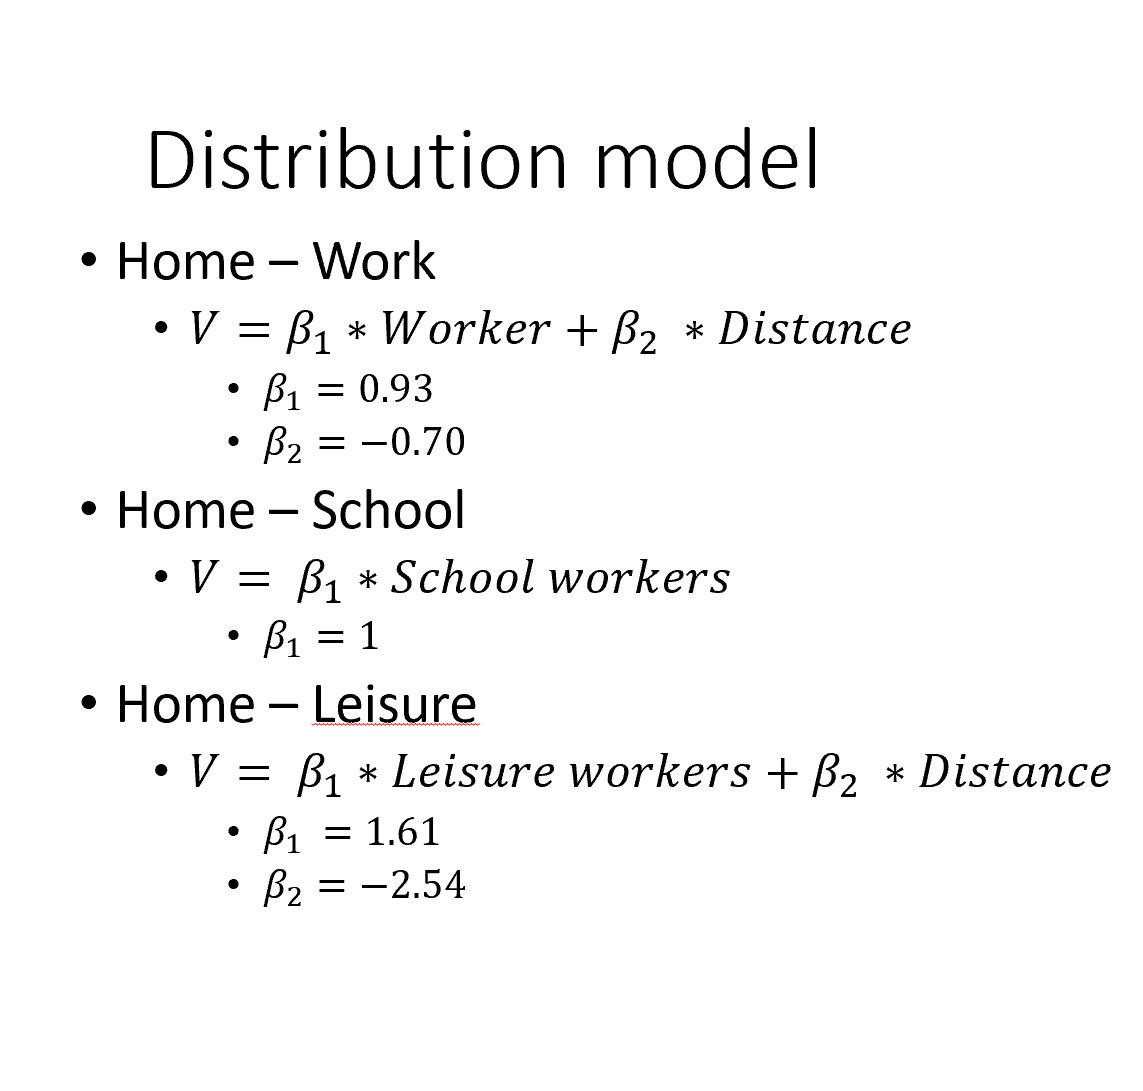 Distribution model
• Home – Work
• V = β₁ * Worker + β₂ * Distance
• β₁ = 0.93
• β₂ = −0.70
• Home – School
• V = β₁ * School workers
• β₁ = 1
• Home – Leisure
• V = β₁ * Leisure workers + β₂ * Distance
• β₁ = 1.61
• β₂ = −2.54